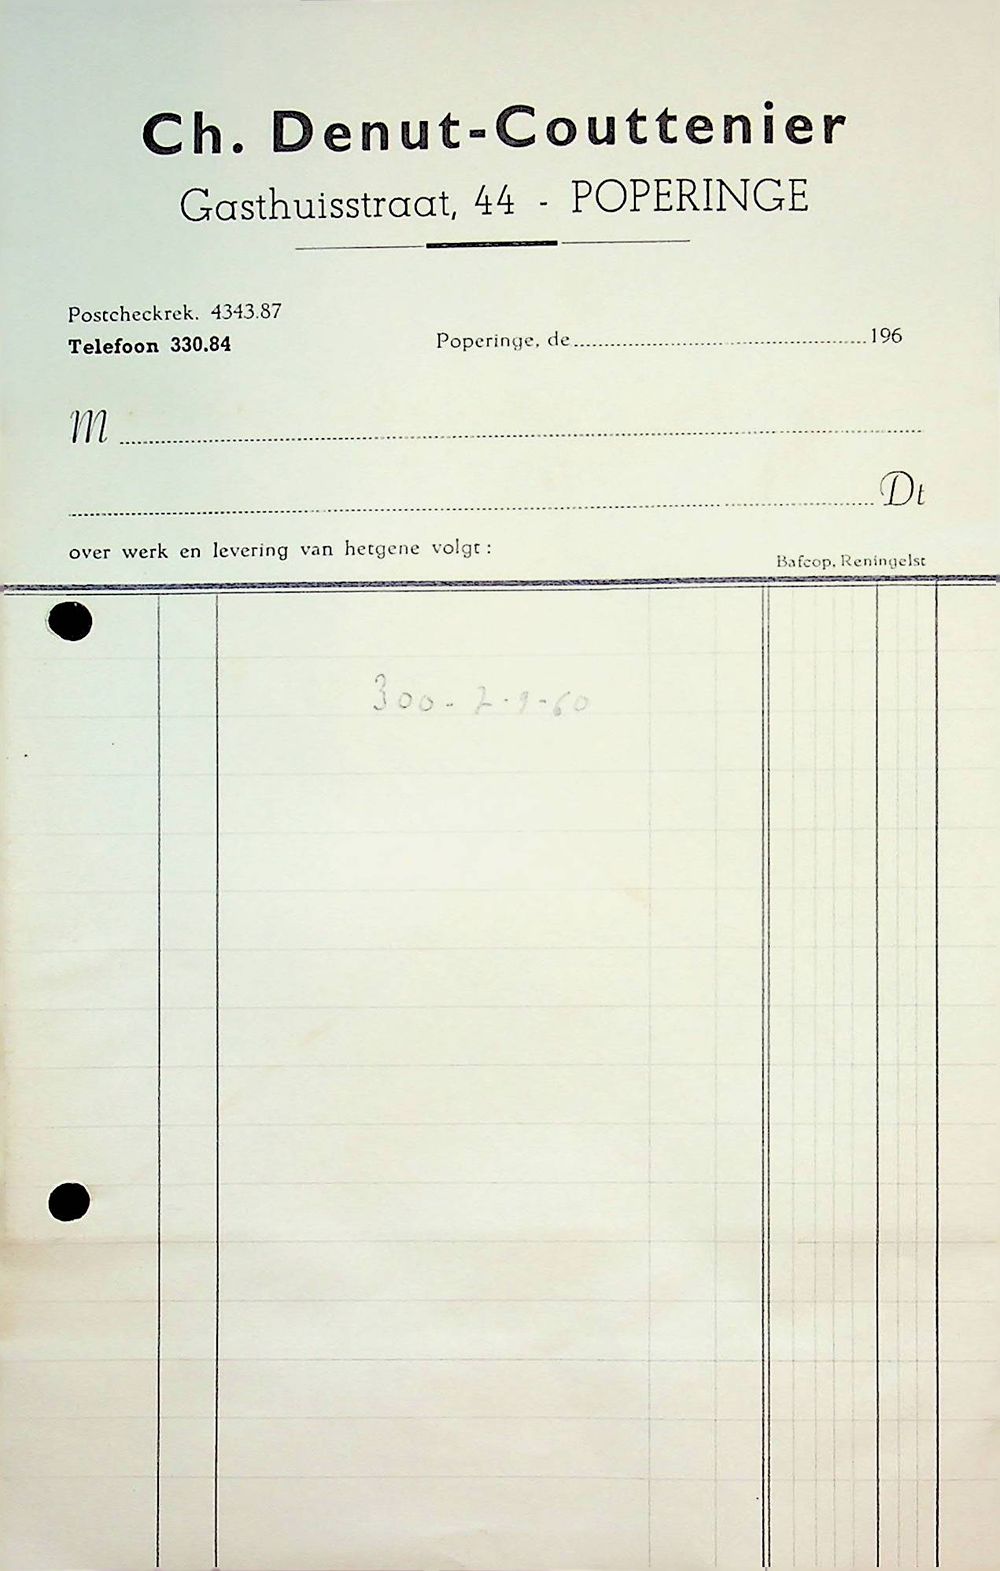 Ch. Denut-Couttenier
Gasthuisstraat, 44 - POPERINGE
Postcheckrek. 4343.87
Telefoon 330.84
Poperinge, de 196
M
Dt
over werk en levering van hetgene volgt :
Bafcop, Reningelst
300 - 2-9-60